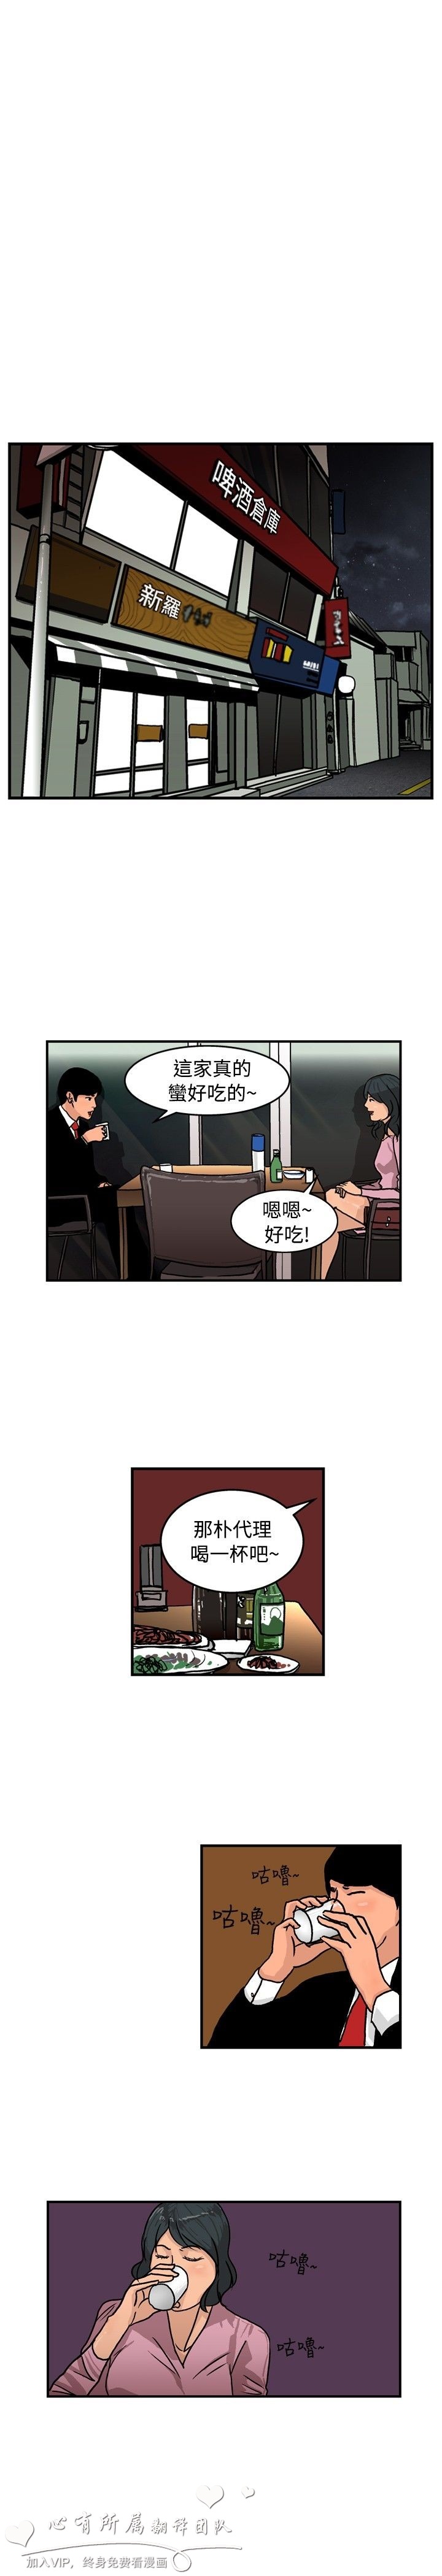 啤酒倉庫
新羅
這家真的
蠻好吃的~
嗯嗯~
好吃!
那朴代理
喝一杯吧~
咕嚕~
咕嚕~
咕嚕~
咕嚕~
心有所属翻译团队
加入VIP，终身免费看漫画